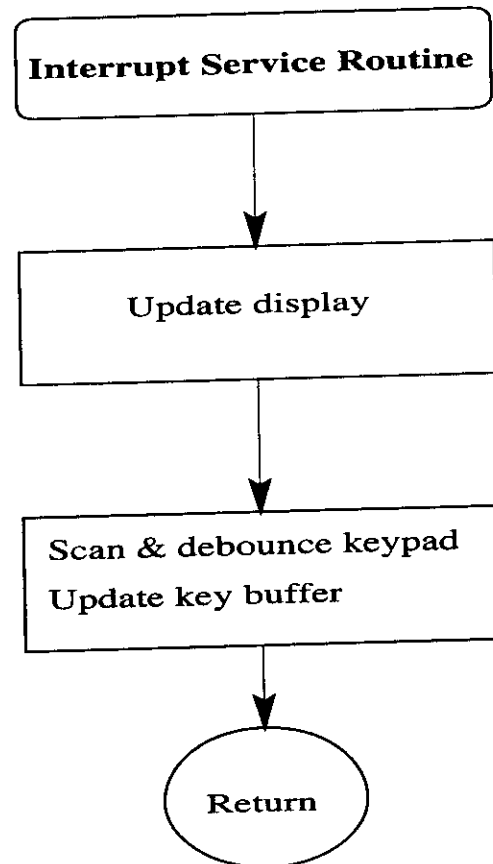 Interrupt Service Routine
Update display
Scan & debounce keypad
Update key buffer
Return